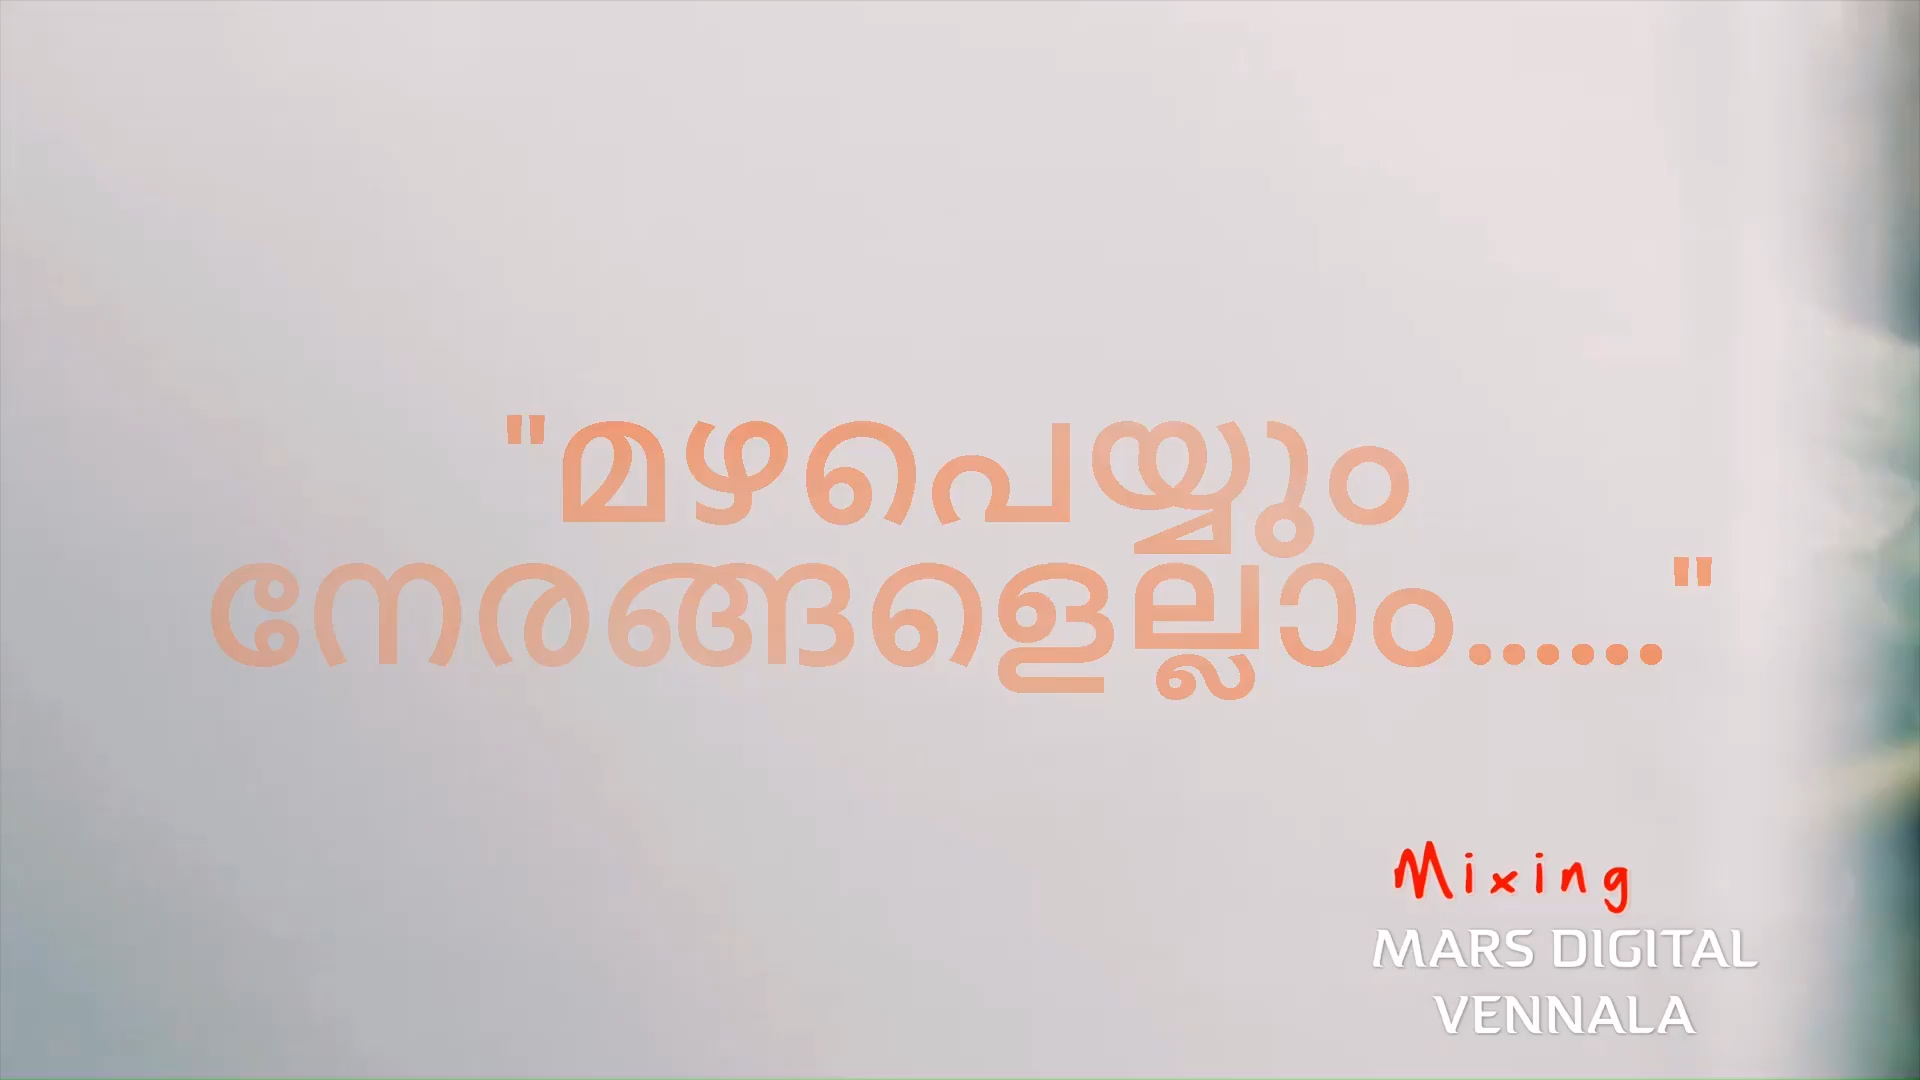 "മഴപെയ്യും
നേരങ്ങളെല്ലാം......"
Mixing
MARS DIGITAL
VENNALA